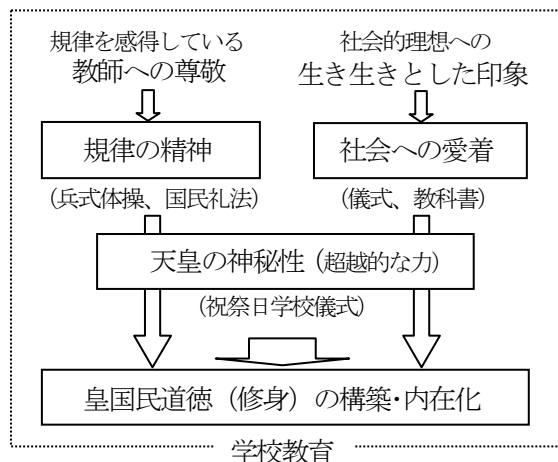 規律を感得している
教師への尊敬
社会的理想への
生き生きとした印象
規律の精神
社会への愛着
(兵式体操、国民礼法)
(儀式、教科書)
天皇の神秘性(超越的な力)
(祝祭日学校儀式)
皇国民道徳（修身）の構築・内在化
学校教育